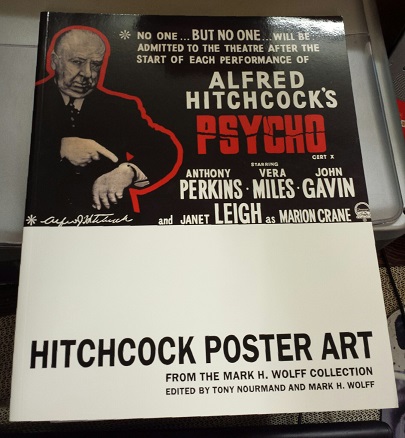 * NO ONE ... BUT NO ONE ... WILL BE
ADMITTED TO THE THEATRE AFTER THE
START OF EACH PERFORMANCE OF
ALFRED
HITCHCOCK'S
PSYCHO
CERT X
STARRING
ANTHONY PERKINS · VERA MILES · JOHN GAVIN
and JANET LEIGH as MARION CRANE
* Alfred J Hitchcock
HITCHCOCK POSTER ART
FROM THE MARK H. WOLFF COLLECTION
EDITED BY TONY NOURMAND AND MARK H. WOLFF